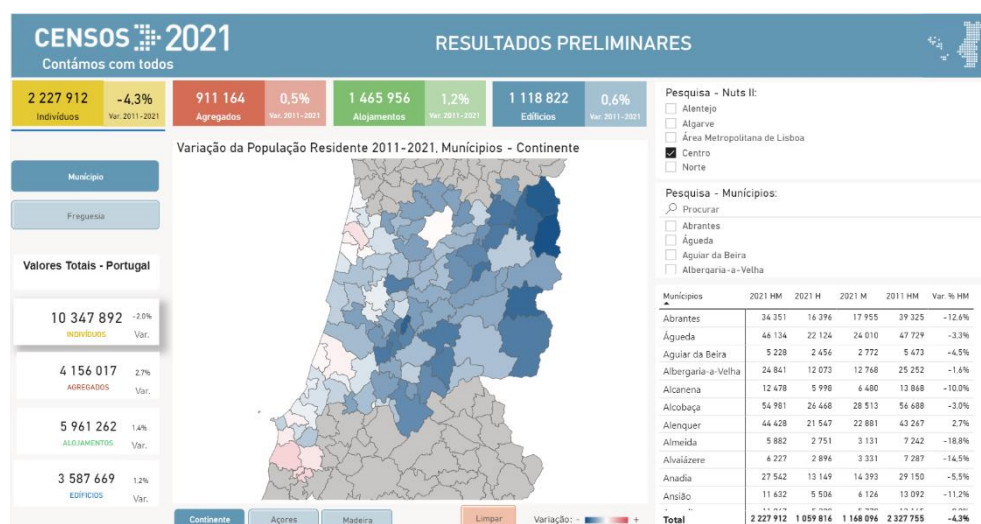 CENSOS 2021
Contámos com todos
RESULTADOS PRELIMINARES
2 227 912
Indivíduos
-4,3%
Var. 2011-2021
911 164
Agregados
0,5%
Var. 2011-2021
1 465 956
Alojamentos
1,2%
Var. 2011-2021
1 118 822
Edíficios
0,6%
Var. 2011-2021
Município
Freguesia
Valores Totais - Portugal
10 347 892 -2,0%
INDIVÍDUOS Var.
4 156 017 2,7%
AGREGADOS Var.
5 961 262 1,4%
ALOJAMENTOS Var.
3 587 669 1,2%
EDÍFICIOS Var.
Variação da População Residente 2011-2021, Munícipios - Continente
Continente
Açores
Madeira
Limpar
Variação: - +
Pesquisa - Nuts II:
Alentejo
Algarve
Área Metropolitana de Lisboa
Centro
Norte
Pesquisa - Munícipios:
Procurar
Abrantes
Águeda
Aguiar da Beira
Albergaria-a-Velha
Munícipios 2021 HM 2021 H 2021 M 2011 HM Var. % HM
Abrantes 34 351 16 396 17 955 39 325 -12,6%
Águeda 46 134 22 124 24 010 47 729 -3,3%
Aguiar da Beira 5 228 2 456 2 772 5 473 -4,5%
Albergaria-a-Velha 24 841 12 073 12 768 25 252 -1,6%
Alcanena 12 478 5 998 6 480 13 868 -10,0%
Alcobaça 54 981 26 468 28 513 56 688 -3,0%
Alenquer 44 428 21 547 22 881 43 267 2,7%
Almeida 5 882 2 751 3 131 7 242 -18,8%
Alvaiázere 6 227 2 896 3 331 7 287 -14,5%
Anadia 27 542 13 149 14 393 29 150 -5,5%
Ansião 11 632 5 506 6 126 13 092 -11,2%
Total 2 227 912 1 059 816 1 168 096 2 327 755 -4,3%